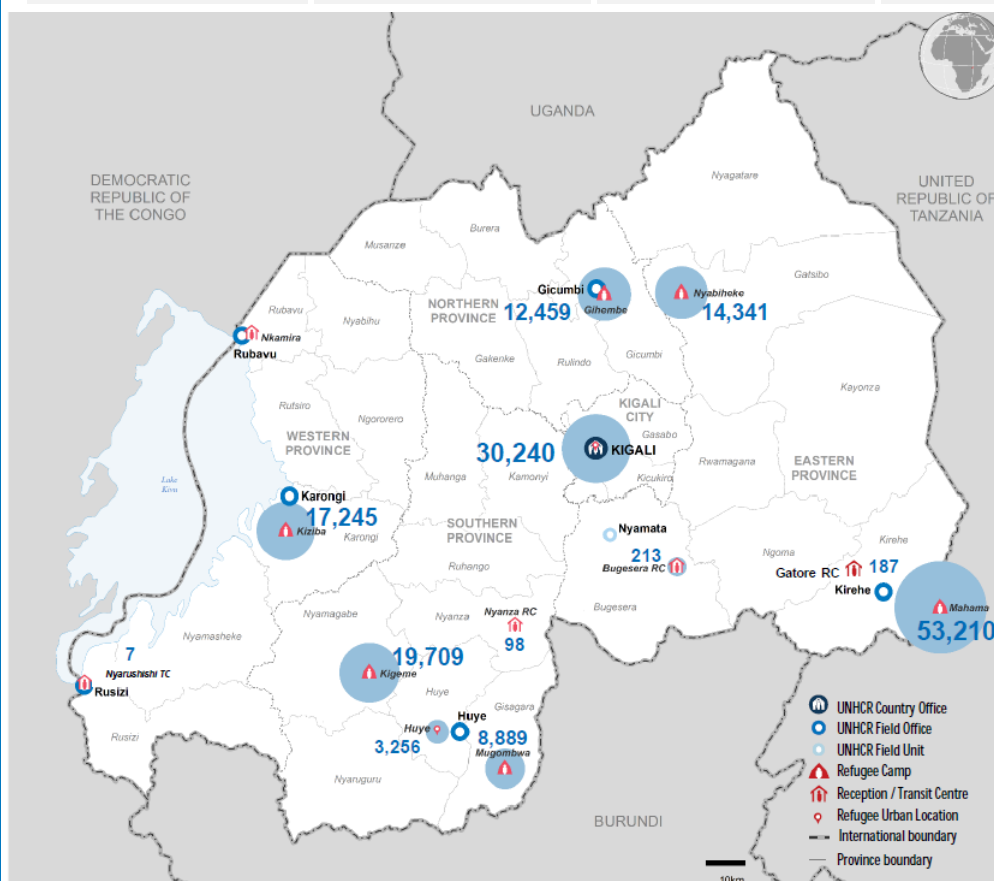 UGANDA
DEMOCRATIC
REPUBLIC OF
THE CONGO
UNITED
REPUBLIC OF
TANZANIA
Nyagatare
Burera
Musanze
Gatsibo
Gicumbi
Nyabiheke
NORTHERN
PROVINCE
12,459
Gihembe
14,341
Rubavu
Nyabihu
Nkamira
Rubavu
Gakenke
Rulindo
Gicumbi
Kayonza
Rutsiro
Ngororero
KIGALI
CITY
WESTERN
PROVINCE
Gasabo
30,240
KIGALI
Rwamagana
EASTERN
PROVINCE
Muhanga
Kamonyi
Kicukiro
Lake
Kivu
Karongi
17,245
Kiziba
Karongi
SOUTHERN
PROVINCE
Nyamata
213
Bugesera RC
Ruhango
Ngoma
Kirehe
Gatore RC
187
Kirehe
Mahama
53,210
Nyamagabe
Nyanza
Nyanza RC
98
Bugesera
Nyamasheke
7
Nyarushishi TC
Rusizi
19,709
Kigeme
Huye
Gisagara
Rusizi
Huye
Huye
3,256
8,889
Mugombwa
Nyaruguru
BURUNDI
UNHCR Country Office
UNHCR Field Office
UNHCR Field Unit
Refugee Camp
Reception / Transit Centre
Refugee Urban Location
International boundary
Province boundary
10km